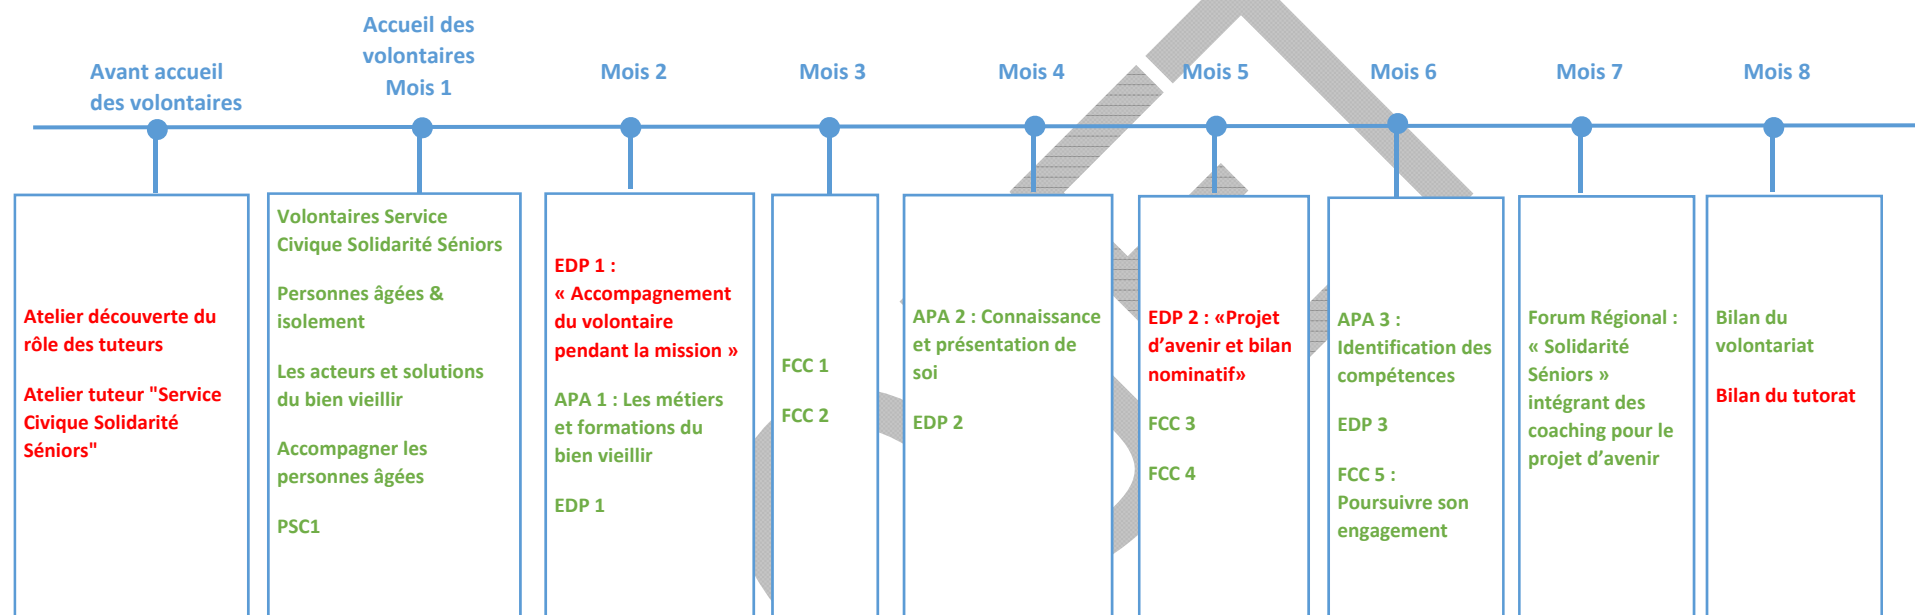 Avant accueil
des volontaires
Accueil des
volontaires
Mois 1
Mois 2
Mois 3
Mois 4
Mois 5
Mois 6
Mois 7
Mois 8
Atelier découverte du
rôle des tuteurs
Atelier tuteur "Service
Civique Solidarité
Séniors"
Volontaires Service
Civique Solidarité Séniors
Personnes âgées &
isolement
Les acteurs et solutions
du bien vieillir
Accompagner les
personnes âgées
PSC1
EDP 1 :
« Accompagnement
du volontaire
pendant la mission »
APA 1 : Les métiers
et formations du
bien vieillir
EDP 1
FCC 1
FCC 2
APA 2 : Connaissance
et présentation de
soi
EDP 2
EDP 2 : «Projet
d’avenir et bilan
nominatif»
FCC 3
FCC 4
APA 3 :
Identification des
compétences
EDP 3
FCC 5 :
Poursuivre son
engagement
Forum Régional :
« Solidarité
Séniors »
intégrant des
coaching pour le
projet d’avenir
Bilan du
volontariat
Bilan du tutorat